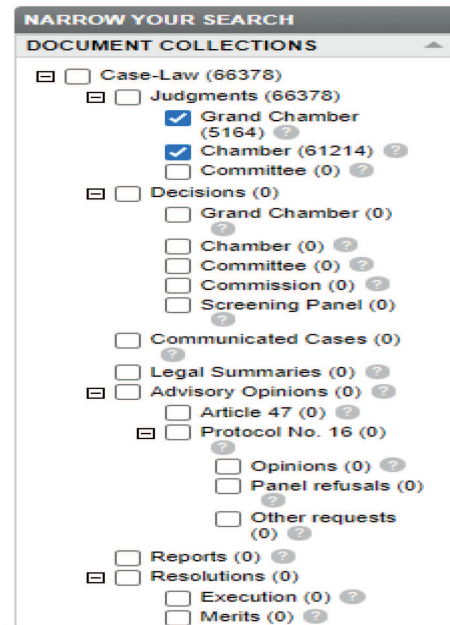 NARROW YOUR SEARCH
DOCUMENT COLLECTIONS
Case-Law (66378)
Judgments (66378)
Grand Chamber
(5164) ?
Chamber (61214) ?
Committee (0) ?
Decisions (0)
Grand Chamber (0)
?
Chamber (0) ?
Committee (0) ?
Commission (0) ?
Screening Panel (0)
?
Communicated Cases (0)
?
Legal Summaries (0) ?
Advisory Opinions (0) ?
Article 47 (0) ?
Protocol No. 16 (0)
?
Opinions (0) ?
Panel refusals (0)
?
Other requests
(0) ?
Reports (0) ?
Resolutions (0)
Execution (0) ?
Merits (0) ?